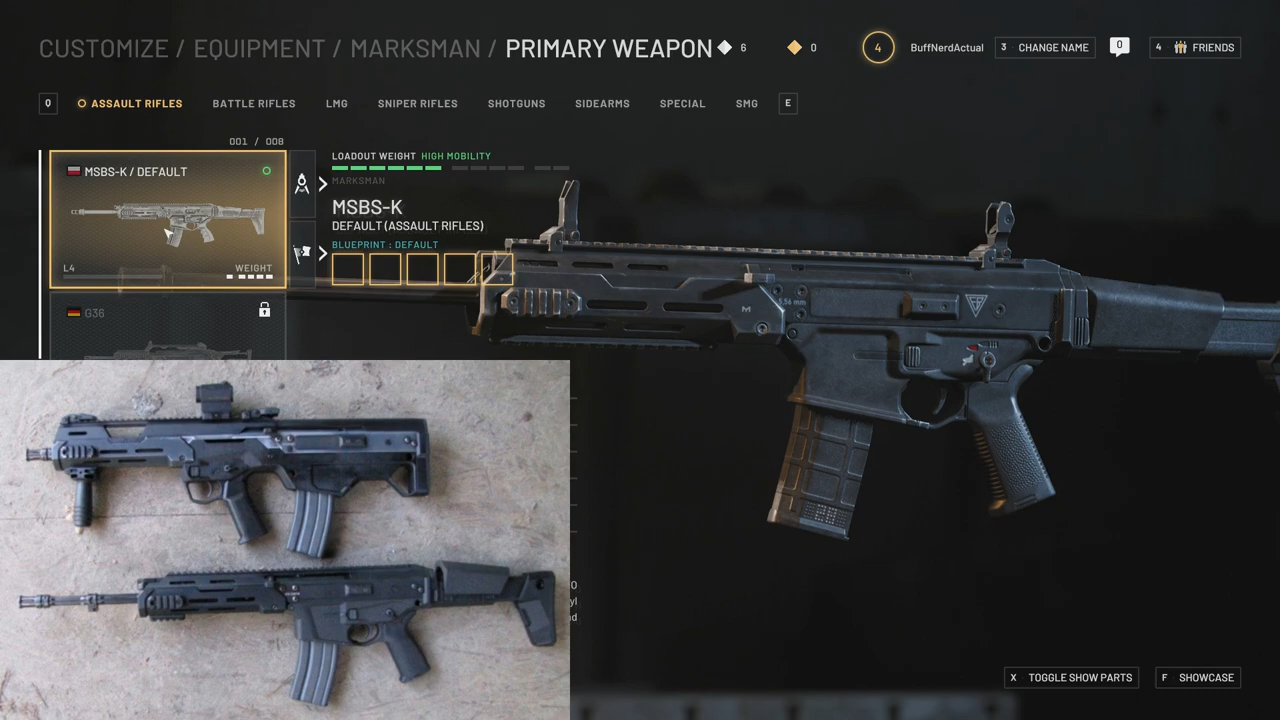 CUSTOMIZE / EQUIPMENT / MARKSMAN / PRIMARY WEAPON 6 0 4 BuffNerdActual 3 CHANGE NAME 0 4 FRIENDS
Q ASSAULT RIFLES BATTLE RIFLES LMG SNIPER RIFLES SHOTGUNS SIDEARMS SPECIAL SMG E
001 / 008
MSBS-K / DEFAULT
L4 WEIGHT
G36
LOADOUT WEIGHT HIGH MOBILITY
MARKSMAN
MSBS-K
DEFAULT (ASSAULT RIFLES)
BLUEPRINT : DEFAULT
5.56 mm
M
X TOGGLE SHOW PARTS F SHOWCASE